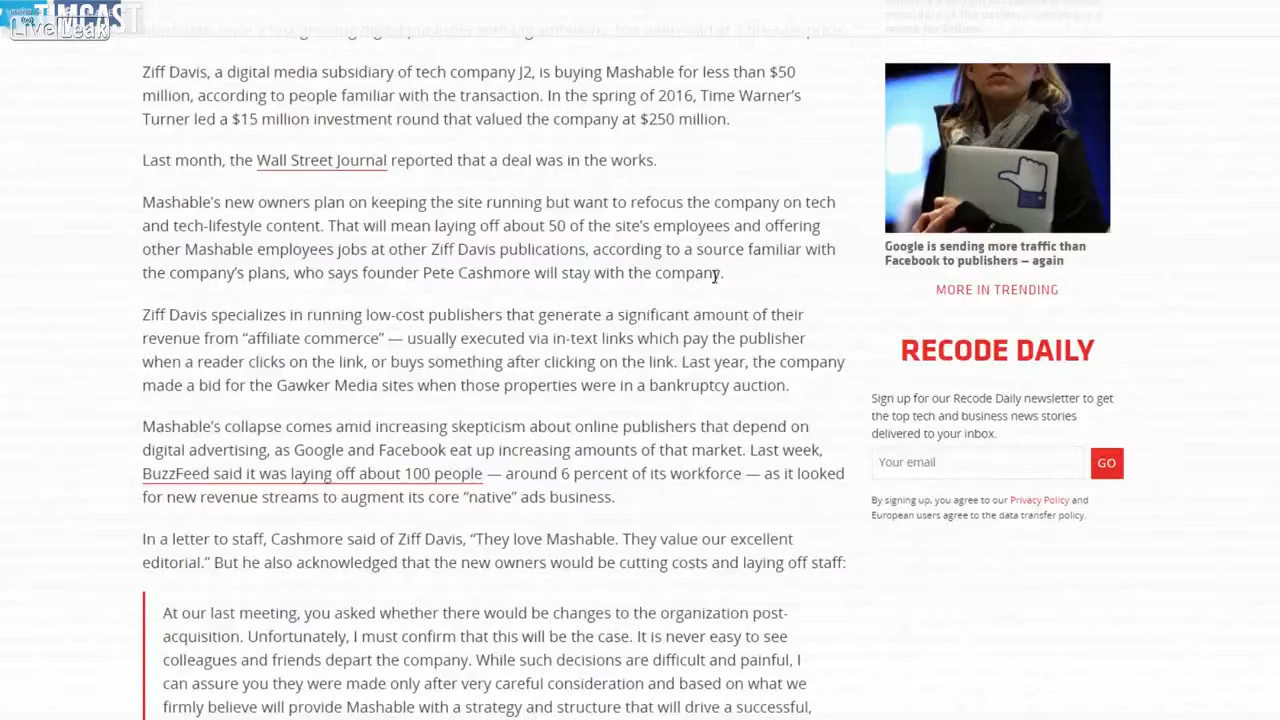 TIMCAST
LiveLeak
Ziff Davis, a digital media subsidiary of tech company J2, is buying Mashable for less than $50
million, according to people familiar with the transaction. In the spring of 2016, Time Warner’s
Turner led a $15 million investment round that valued the company at $250 million.
Last month, the Wall Street Journal reported that a deal was in the works.
Mashable’s new owners plan on keeping the site running but want to refocus the company on tech
and tech-lifestyle content. That will mean laying off about 50 of the site’s employees and offering
other Mashable employees jobs at other Ziff Davis publications, according to a source familiar with
the company’s plans, who says founder Pete Cashmore will stay with the company.
Ziff Davis specializes in running low-cost publishers that generate a significant amount of their
revenue from “affiliate commerce” — usually executed via in-text links which pay the publisher
when a reader clicks on the link, or buys something after clicking on the link. Last year, the company
made a bid for the Gawker Media sites when those properties were in a bankruptcy auction.
Mashable’s collapse comes amid increasing skepticism about online publishers that depend on
digital advertising, as Google and Facebook eat up increasing amounts of that market. Last week,
BuzzFeed said it was laying off about 100 people — around 6 percent of its workforce — as it looked
for new revenue streams to augment its core “native” ads business.
In a letter to staff, Cashmore said of Ziff Davis, “They love Mashable. They value our excellent
editorial.” But he also acknowledged that the new owners would be cutting costs and laying off staff:
At our last meeting, you asked whether there would be changes to the organization post-
acquisition. Unfortunately, I must confirm that this will be the case. It is never easy to see
colleagues and friends depart the company. While such decisions are difficult and painful, I
can assure you they were made only after very careful consideration and based on what we
firmly believe will provide Mashable with a strategy and structure that will drive a successful,
Google is sending more traffic than
Facebook to publishers — again
MORE IN TRENDING
RECODE DAILY
Sign up for our Recode Daily newsletter to get
the top tech and business news stories
delivered to your inbox.
Your email
GO
By signing up, you agree to our Privacy Policy and
European users agree to the data transfer policy.